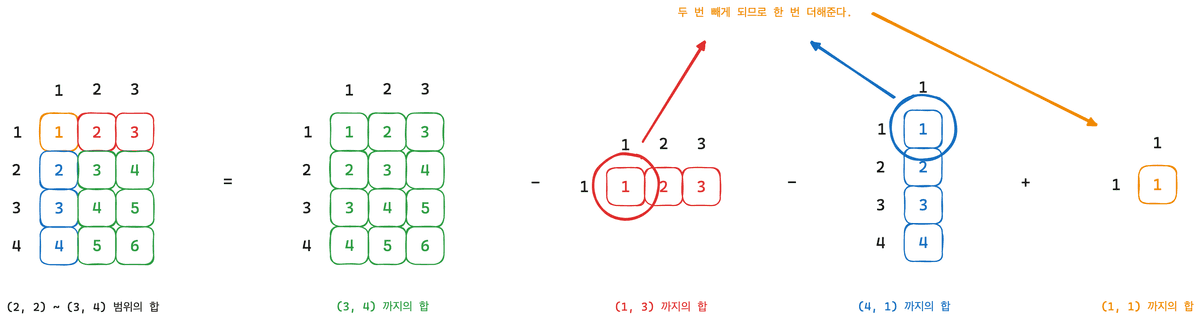 두 번 빼게 되므로 한 번 더해준다.
1 2 3
1 1 2 3
2 2 3 4
3 3 4 5
4 4 5 6
(2, 2) ~ (3, 4) 범위의 합
=
1 2 3
1 1 2 3
2 2 3 4
3 3 4 5
4 4 5 6
(3, 4) 까지의 합
-
1 2 3
1 1 2 3
(1, 3) 까지의 합
-
1
1 1
2 2
3 3
4 4
(4, 1) 까지의 합
+
1
1 1
(1, 1) 까지의 합